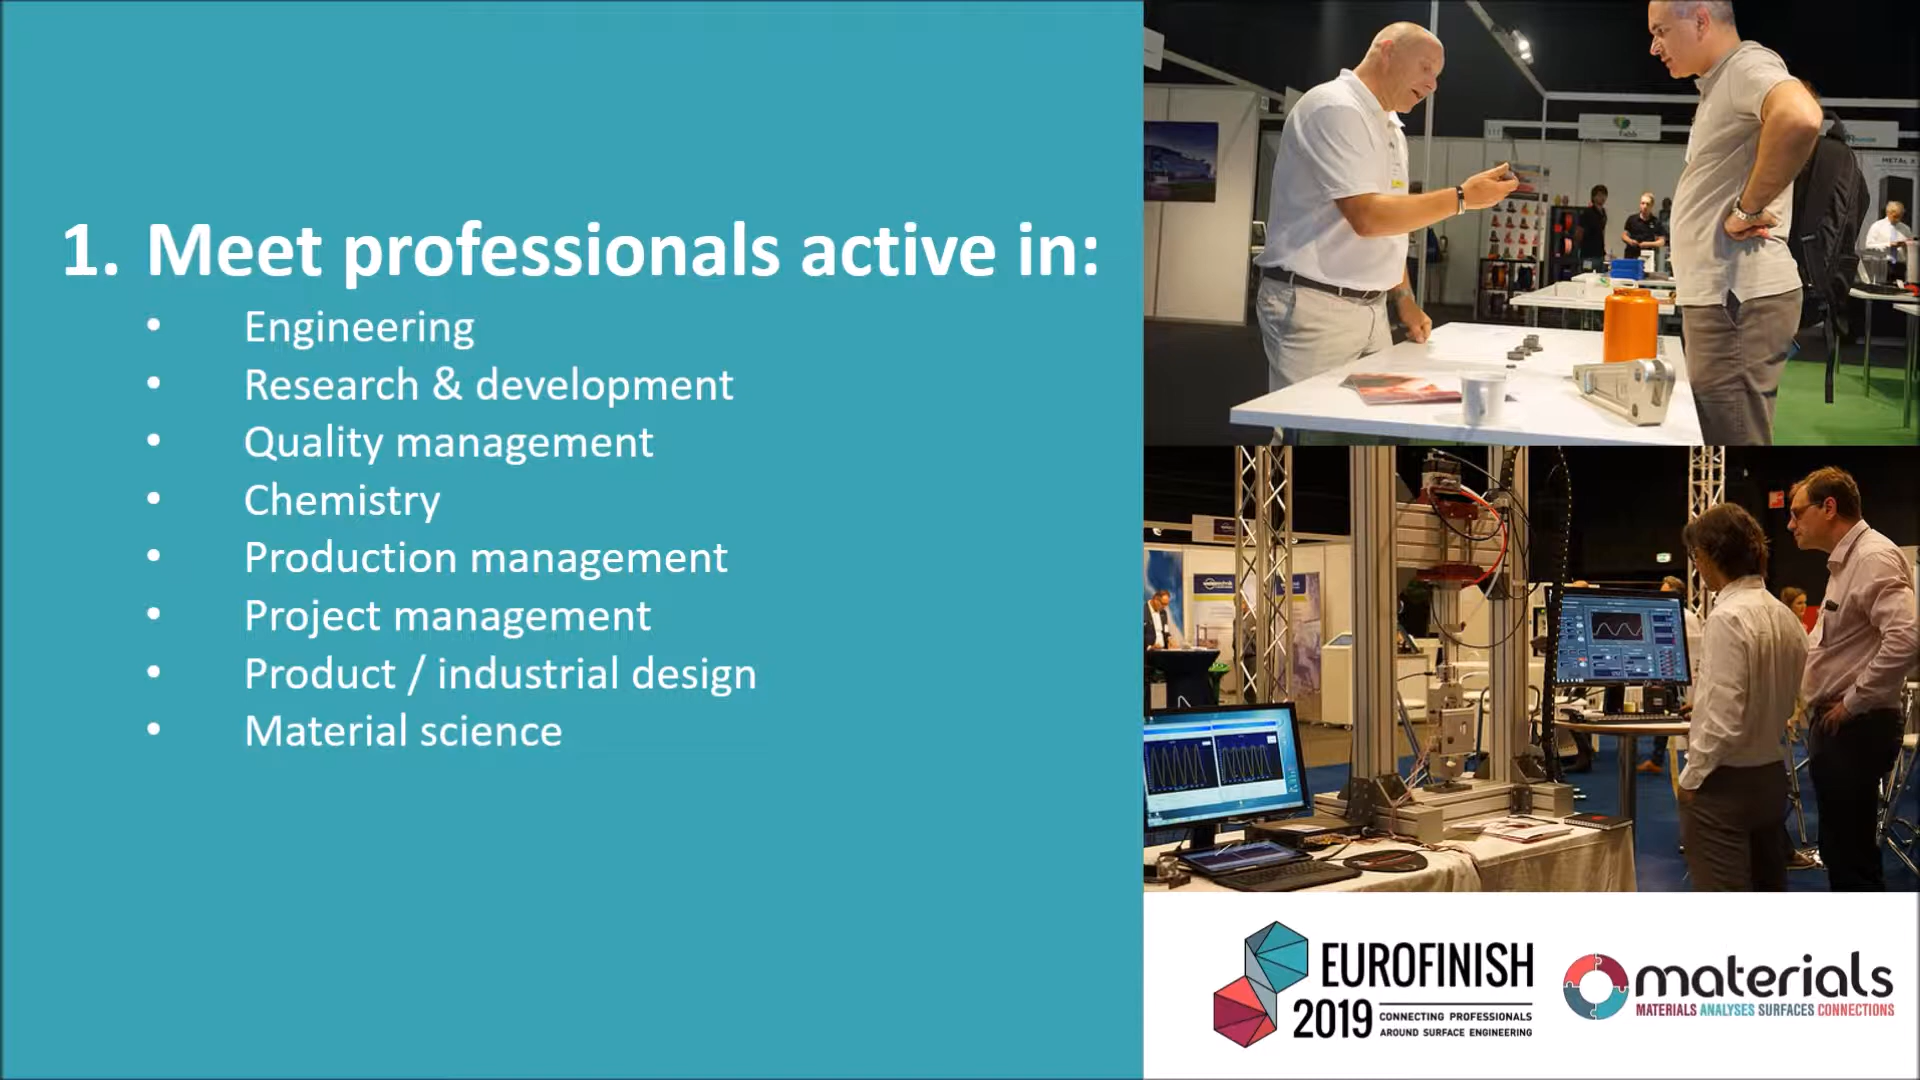 1. Meet professionals active in:
• Engineering
• Research & development
• Quality management
• Chemistry
• Production management
• Project management
• Product / industrial design
• Material science
METAL X
EUROFINISH
2019
CONNECTING PROFESSIONALS
AROUND SURFACE ENGINEERING
materials
MATERIALS ANALYSES SURFACES CONNECTIONS